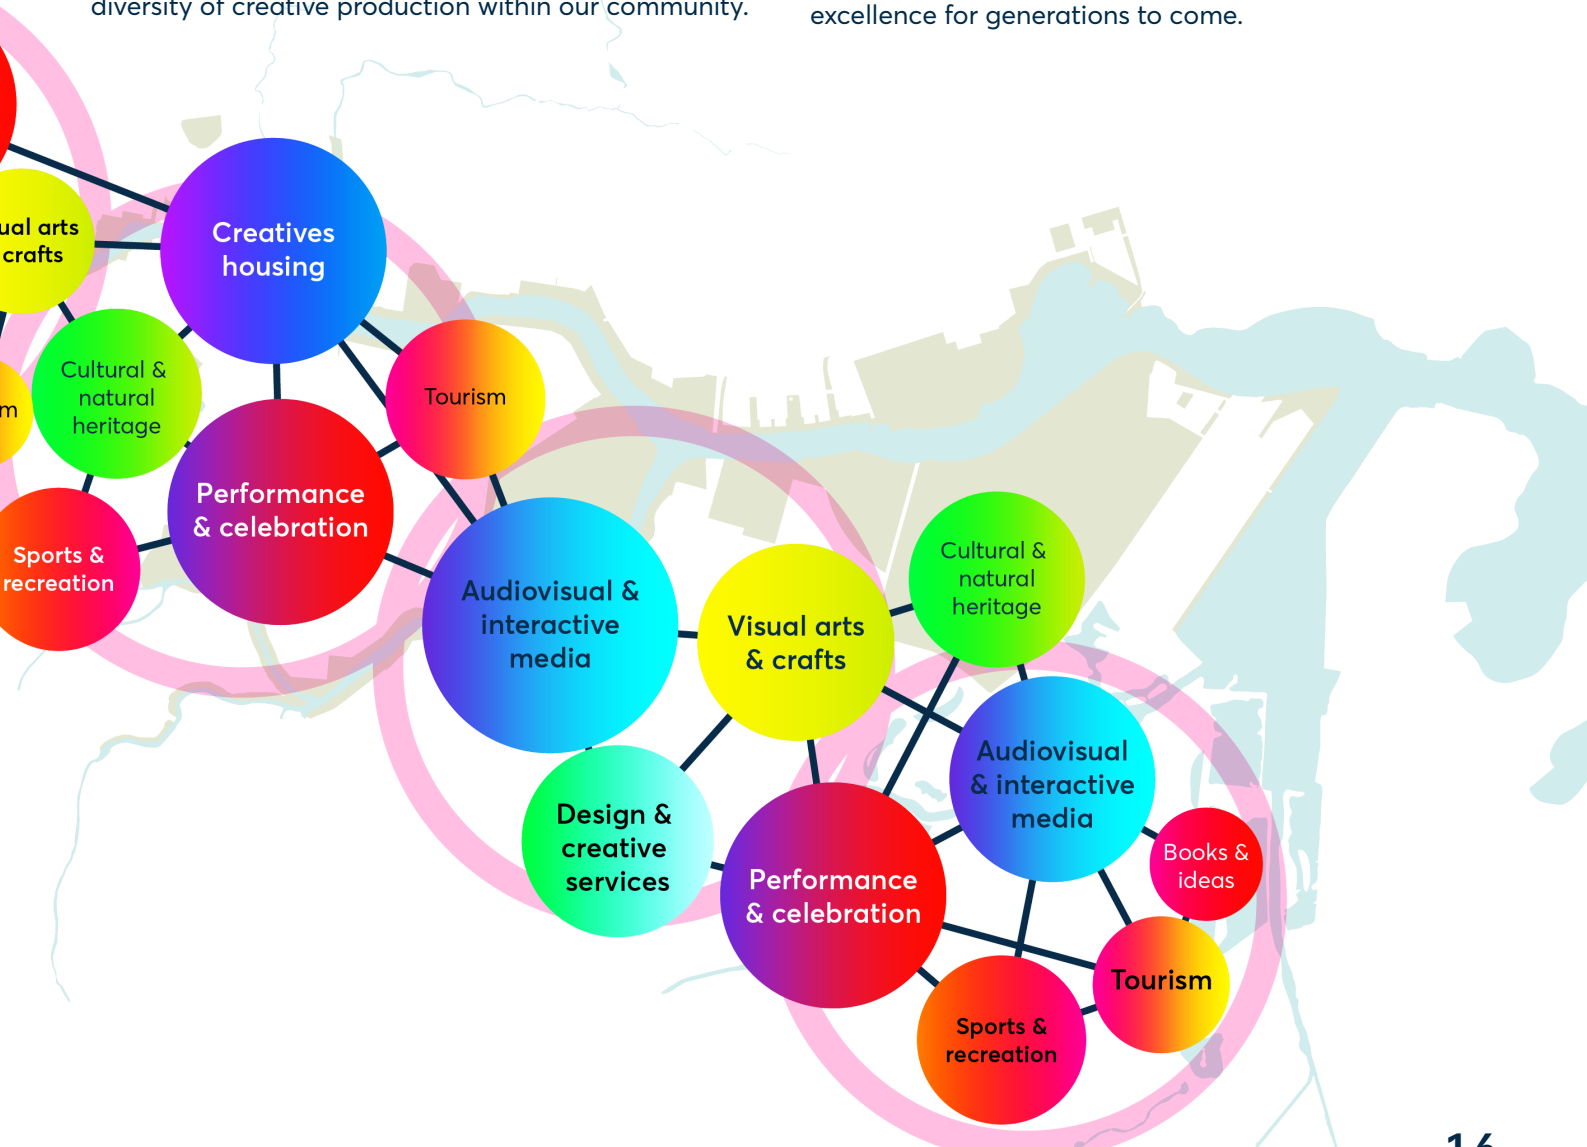 diversity of creative production within our community.
excellence for generations to come.
ual arts
crafts
Creatives
housing
Cultural &
natural
heritage
m
Tourism
Performance
& celebration
Sports &
recreation
Audiovisual &
interactive
media
Visual arts
& crafts
Cultural &
natural
heritage
Design &
creative
services
Audiovisual
& interactive
media
Performance
& celebration
Books &
ideas
Tourism
Sports &
recreation